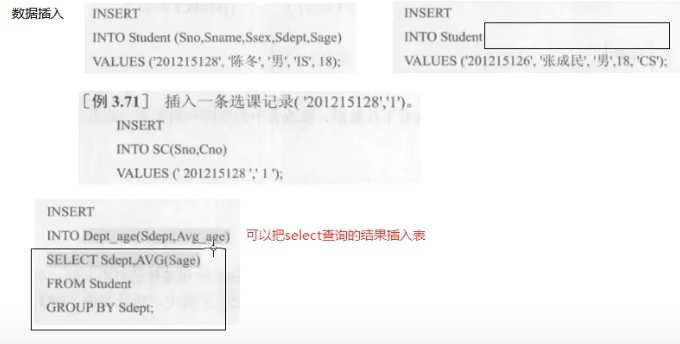 数据插入
INSERT
INTO Student (Sno,Sname,Ssex,Sdept,Sage)
VALUES ('201215128', '陈冬', '男', 'IS', 18);
INSERT
INTO Student
VALUES ('201215126', '张成民', '男',18, 'CS');
[例 3.71] 插入一条选课记录( '201215128','1')。
INSERT
INTO SC(Sno,Cno)
VALUES (' 201215128 ',' 1 ');
INSERT
INTO Dept_age(Sdept,Avg_age)
可以把select查询的结果插入表
SELECT Sdept,AVG(Sage)
FROM Student
GROUP BY Sdept;